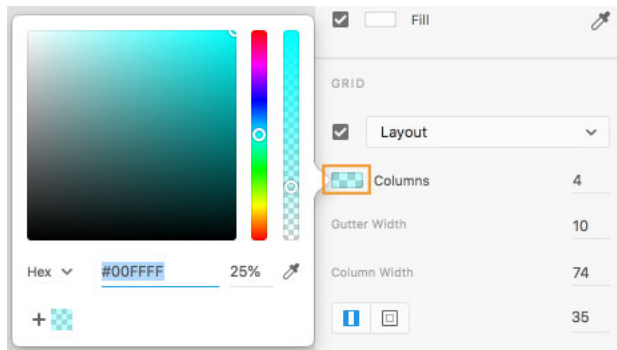 Fill
GRID
Layout
Columns 4
Gutter Width 10
Hex #00FFFF 25% Column Width 74
+ 35